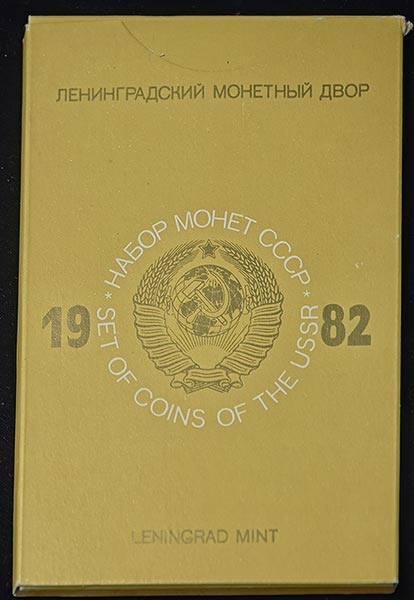 ЛЕНИНГРАДСКИЙ МОНЕТНЫЙ ДВОР
* НАБОР МОНЕТ СССР *
19 82
SET OF COINS OF THE USSR
LENINGRAD MINT